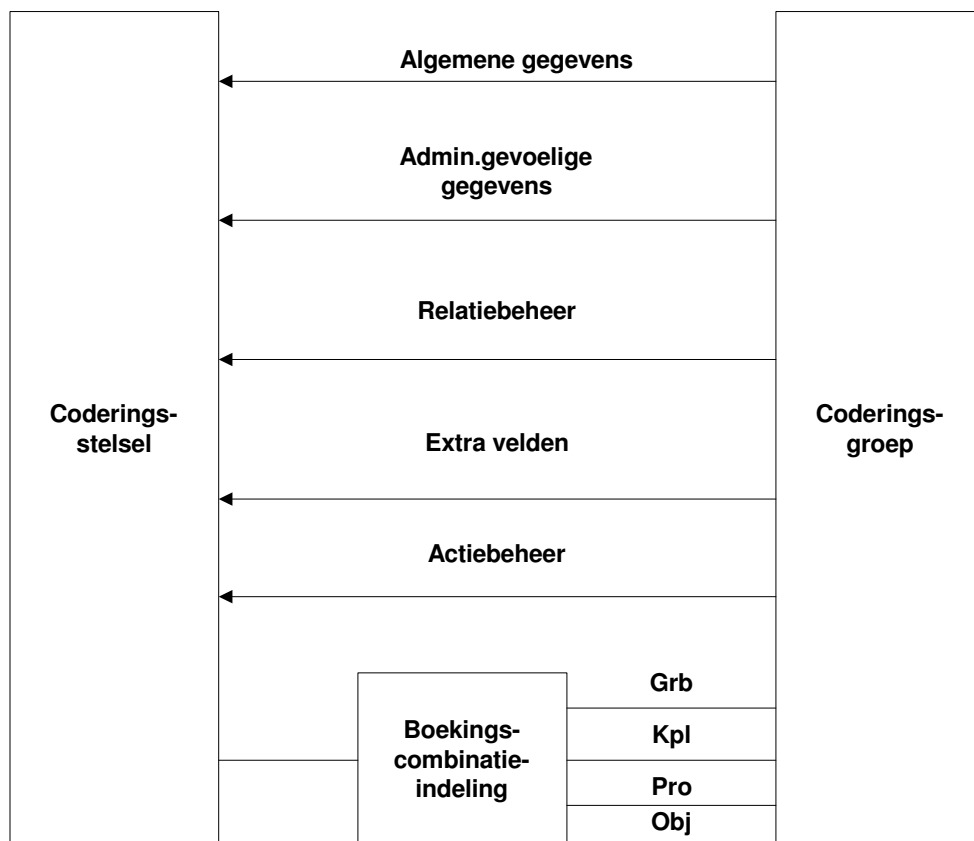 Algemene gegevens
Admin.gevoelige
gegevens
Relatiebeheer
Coderings-
stelsel
Extra velden
Coderings-
groep
Actiebeheer
Boekings-
combinatie-
indeling
Grb
Kpl
Pro
Obj